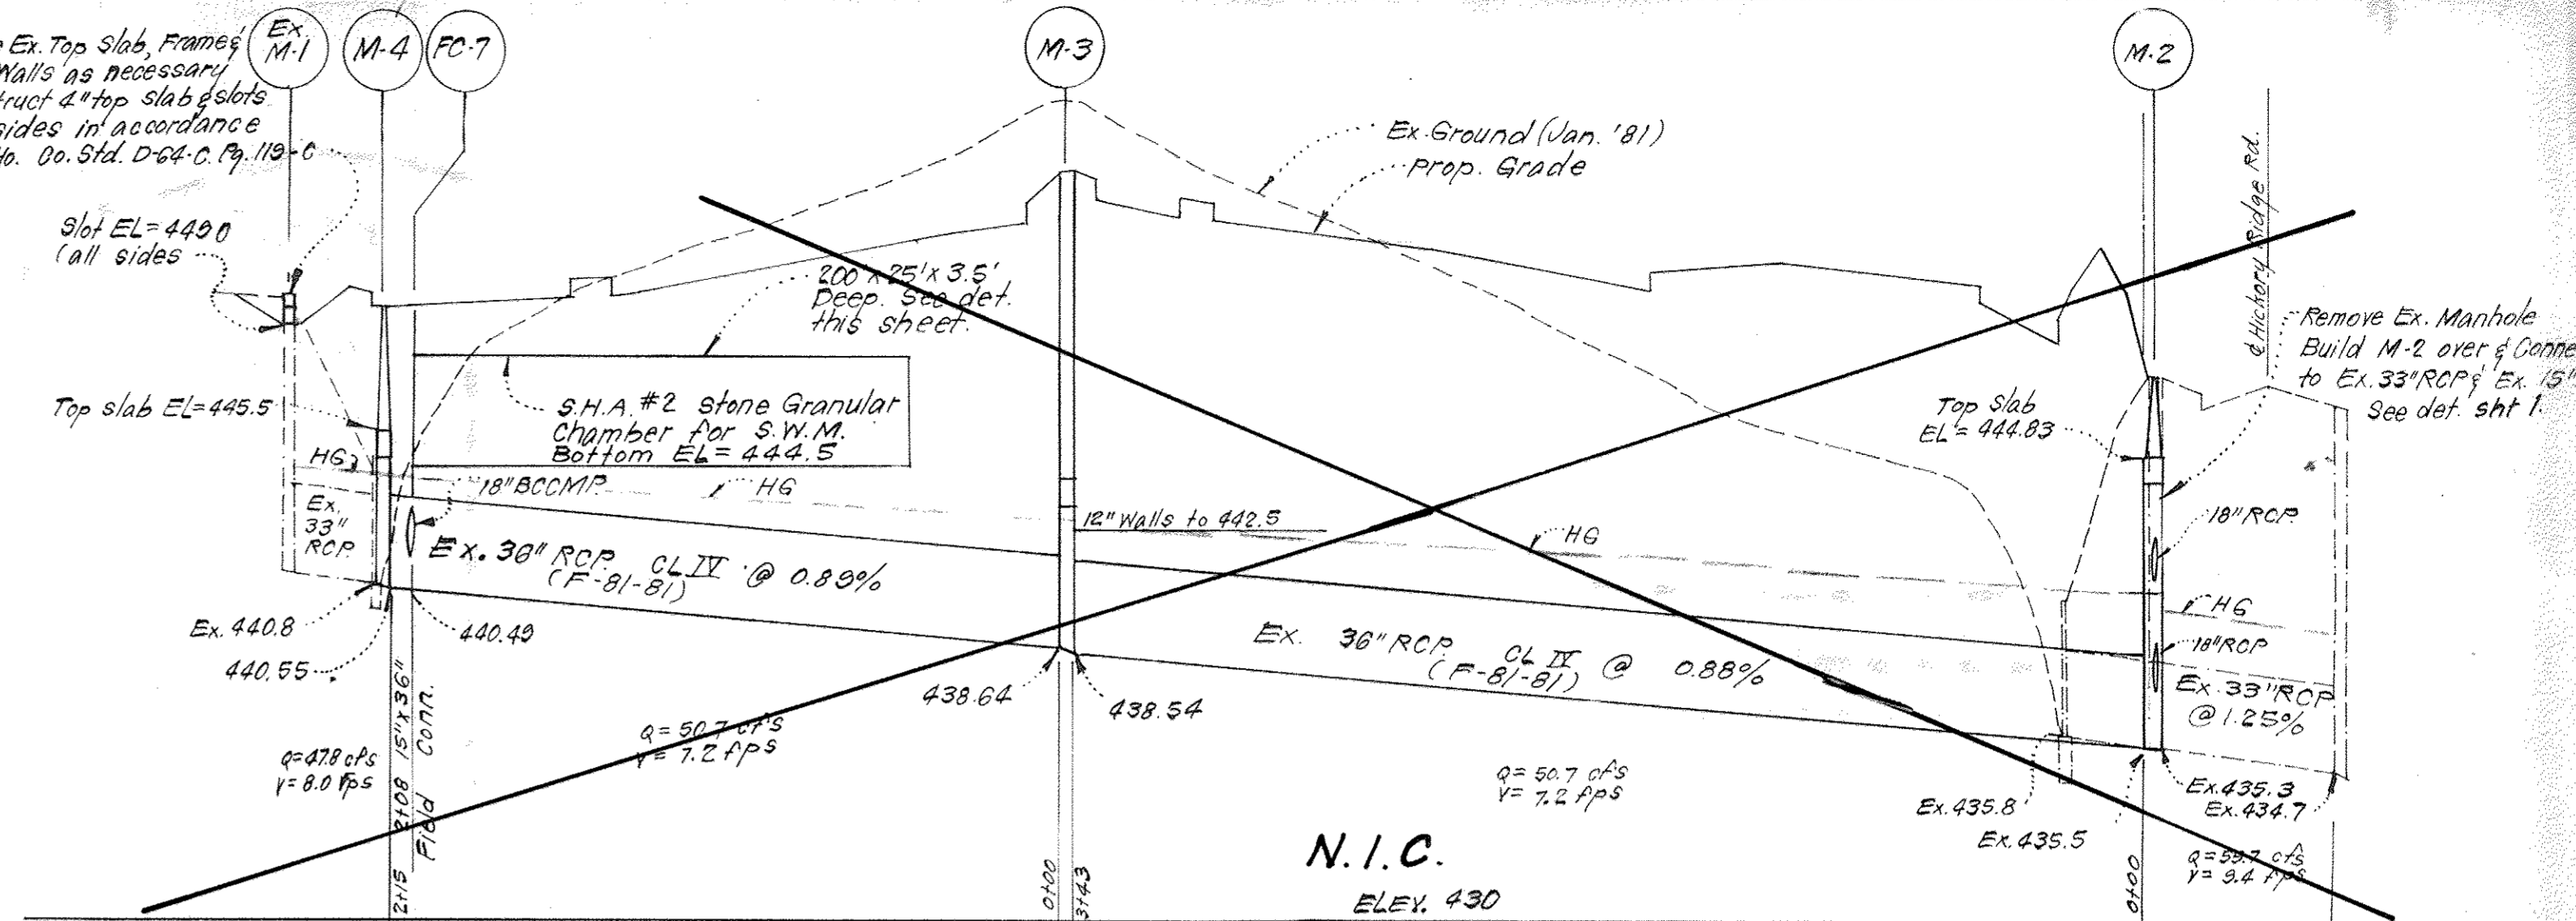 Ex. Top Slab, Frame &
Walls as necessary
truct 4" top slab & slots
sides in accordance
Ho. Co. Std. D-64-C. Pg. 119-C
Ex.
M-1
M-4
FC-7
M-3
M-2
Ex. Ground (Jan. '81)
Prop. Grade
℄ Hickory Ridge Rd.
Slot EL = 449.0
(all sides
200' x 25' x 3.5'
Deep. See det.
this sheet.
Remove Ex. Manhole
Build M-2 over & Conne
to Ex. 33" RCP & Ex. 15"
See det. sht 1.
Top slab EL = 445.5
S.H.A. #2 stone Granular
Chamber for S.W.M.
Bottom EL = 444.5
Top Slab
EL = 444.83
HG
18" BCCMP
HG
12" Walls to 442.5
HG
18" RCP
Ex.
33"
RCP
Ex. 36" RCP CL IV @ 0.89%
(F-81-81)
HG
18" RCP
Ex. 440.8
440.49
440.55
Ex. 36" RCP CL IV @ 0.88%
(F-81-81)
Ex. 33" RCP
@ 1.25%
438.64
438.54
Q = 47.8 cfs
V = 8.0 fps
15" x 36"
Field Conn.
Q = 50.7 cfs
V = 7.2 fps
Q = 50.7 cfs
V = 7.2 fps
Ex. 435.8
Ex. 435.5
Ex. 435.3
Ex. 434.7
2+15
2+08
0+00
3+43
N.I.C.
ELEV. 430
0+00
Q = 59.7 cfs
V = 9.4 fps